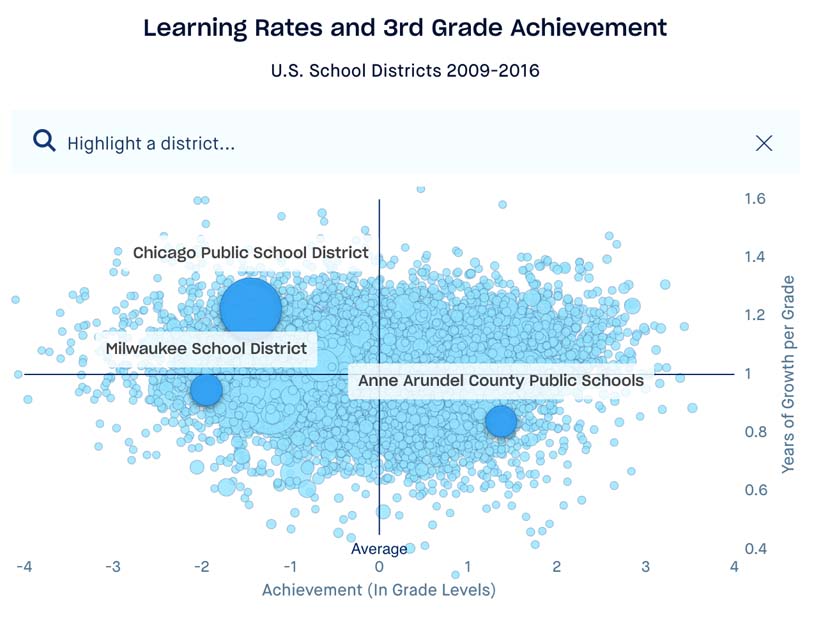 Learning Rates and 3rd Grade Achievement
U.S. School Districts 2009-2016
Highlight a district...
1.6
Chicago Public School District
1.4
1.2
Milwaukee School District
1
Anne Arundel County Public Schools
0.8
0.6
0.4
Years of Growth per Grade
Average
-4 -3 -2 -1 0 1 2 3 4
Achievement (In Grade Levels)